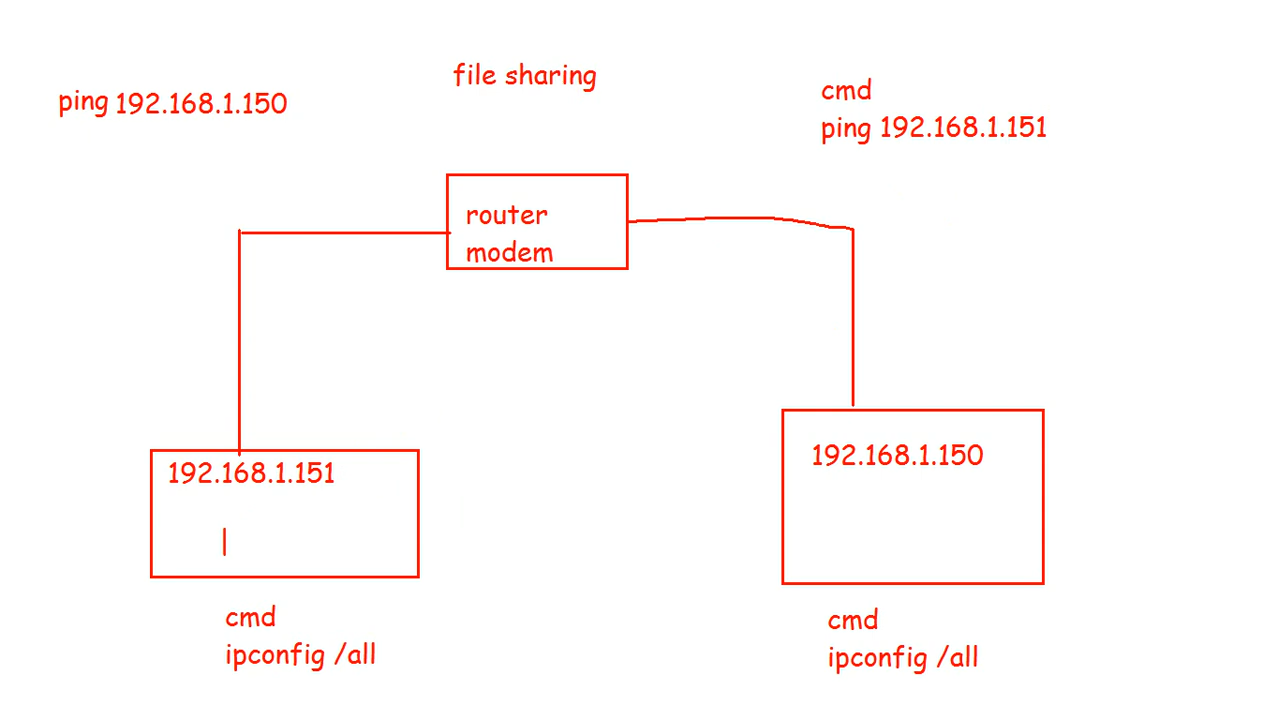 file sharing
ping 192.168.1.150
cmd
ping 192.168.1.151
router
modem
192.168.1.151
192.168.1.150
cmd
ipconfig /all
cmd
ipconfig /all